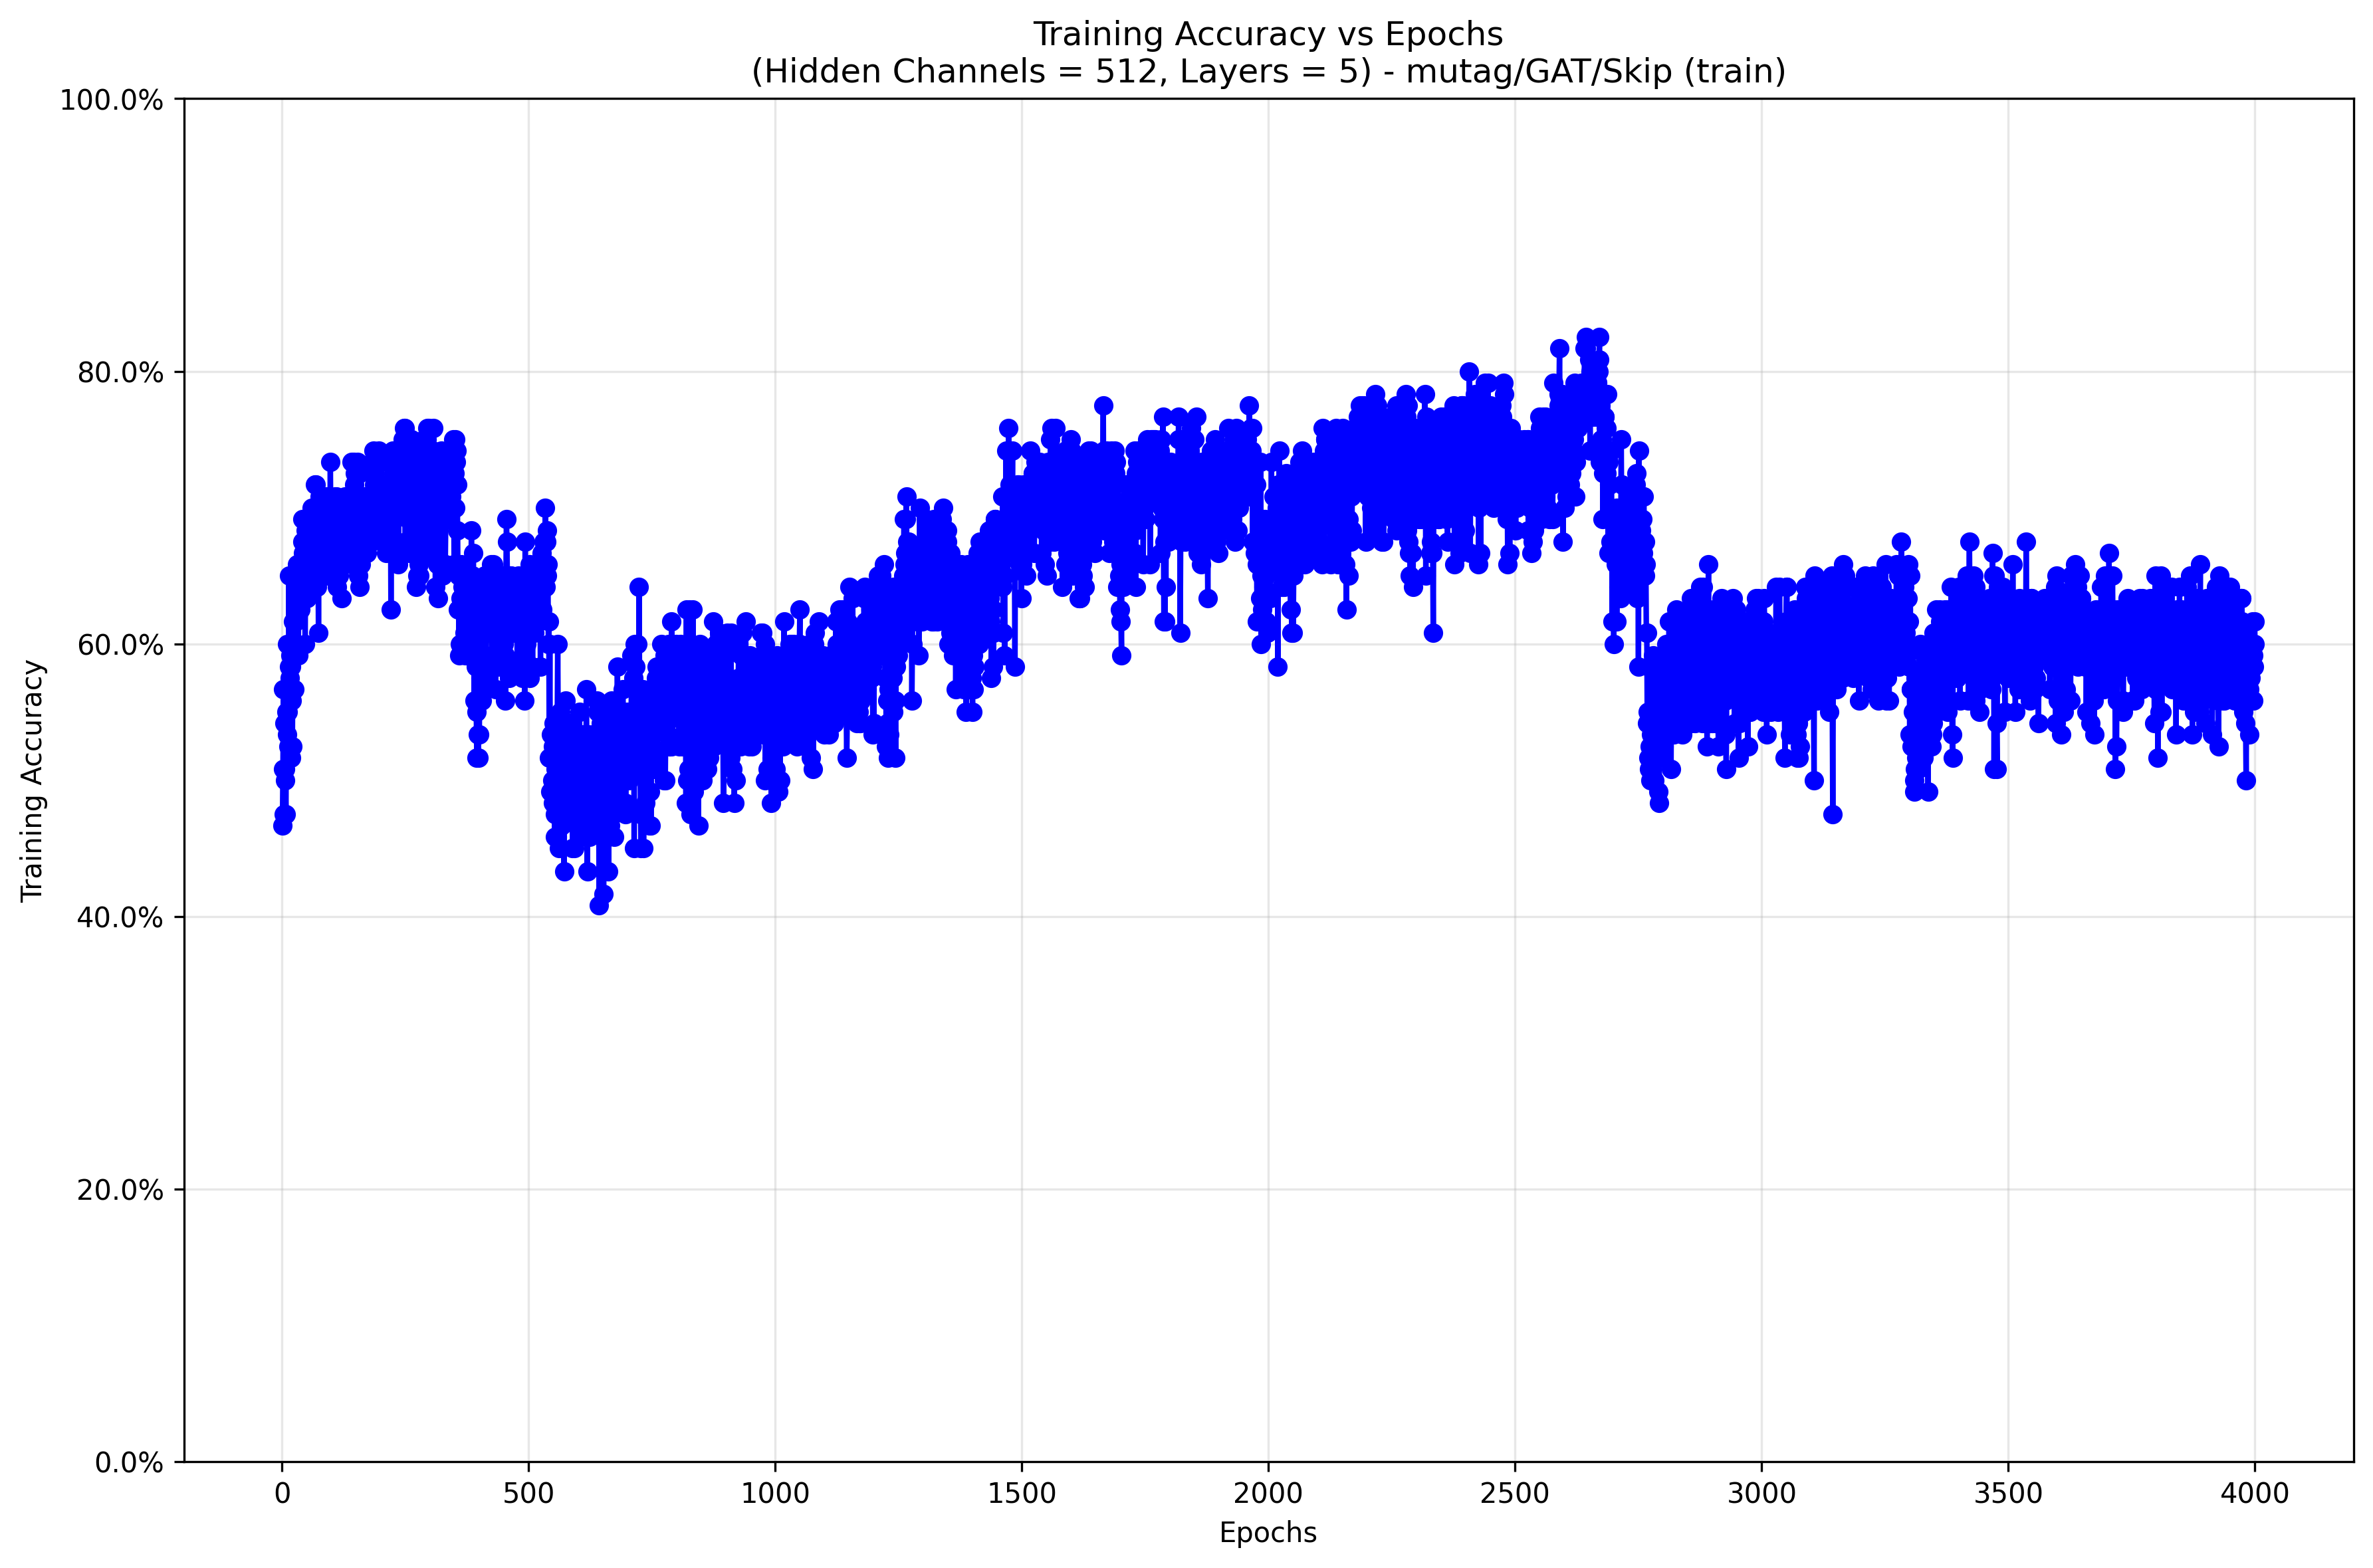 Training Accuracy vs Epochs
(Hidden Channels = 512, Layers = 5) - mutag/GAT/Skip (train)
100.0%
80.0%
60.0%
40.0%
20.0%
0.0%
Training Accuracy
0 500 1000 1500 2000 2500 3000 3500 4000
Epochs